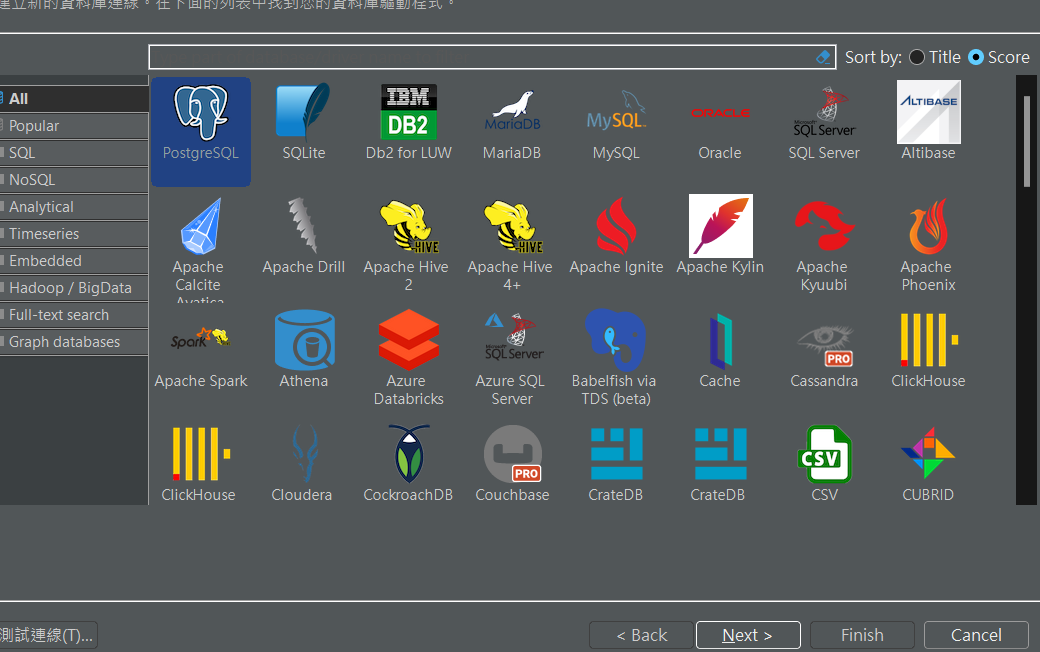 建立新的資料庫連線。在下面的列表中找到您的資料庫驅動程式。
Sort by: Title Score
All
Popular
SQL
NoSQL
Analytical
Timeseries
Embedded
Hadoop / BigData
Full-text search
Graph databases
IBM
DB2
MariaDB
MySQL
ORACLE
Microsoft
SQL Server
ALTIBASE
PostgreSQL
SQLite
Db2 for LUW
MariaDB
MySQL
Oracle
SQL Server
Altibase
HIVE
HIVE
Apache
Calcite
Avatica
Apache Drill
Apache Hive
2
Apache Hive
4+
Apache Ignite
Apache Kylin
Apache
Kyuubi
Apache
Phoenix
Spark
Microsoft
SQL Server
PRO
Apache Spark
Athena
Azure
Databricks
Azure SQL
Server
Babelfish via
TDS (beta)
Cache
Cassandra
ClickHouse
PRO
CSV
ClickHouse
Cloudera
CockroachDB
Couchbase
CrateDB
CrateDB
CSV
CUBRID
測試連線(T)...
< Back
Next >
Finish
Cancel